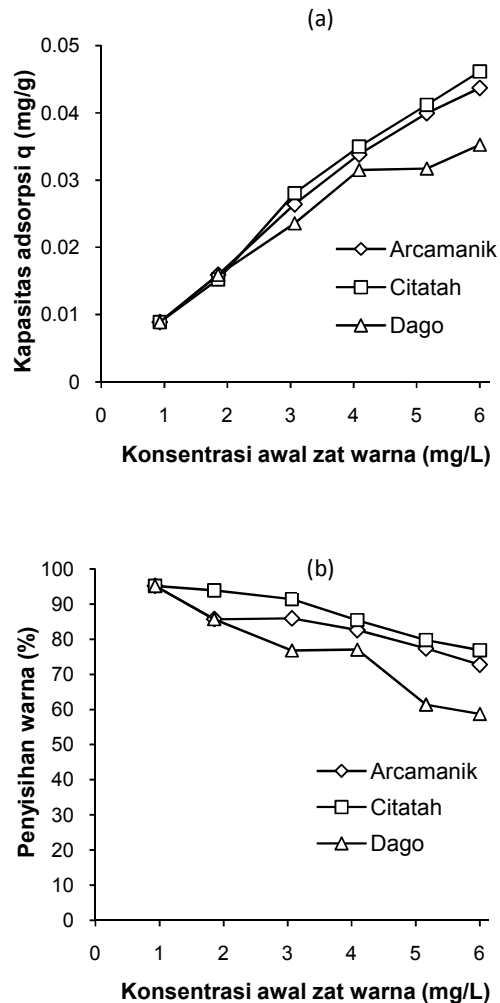 (a)
Kapasitas adsorpsi q (mg/g)
0.05
0.04
0.03
0.02
0.01
0
Arcamanik
Citatah
Dago
0 1 2 3 4 5 6
Konsentrasi awal zat warna (mg/L)
(b)
Penyisihan warna (%)
100
90
80
70
60
50
40
30
20
10
0
Arcamanik
Citatah
Dago
0 1 2 3 4 5 6
Konsentrasi awal zat warna (mg/L)